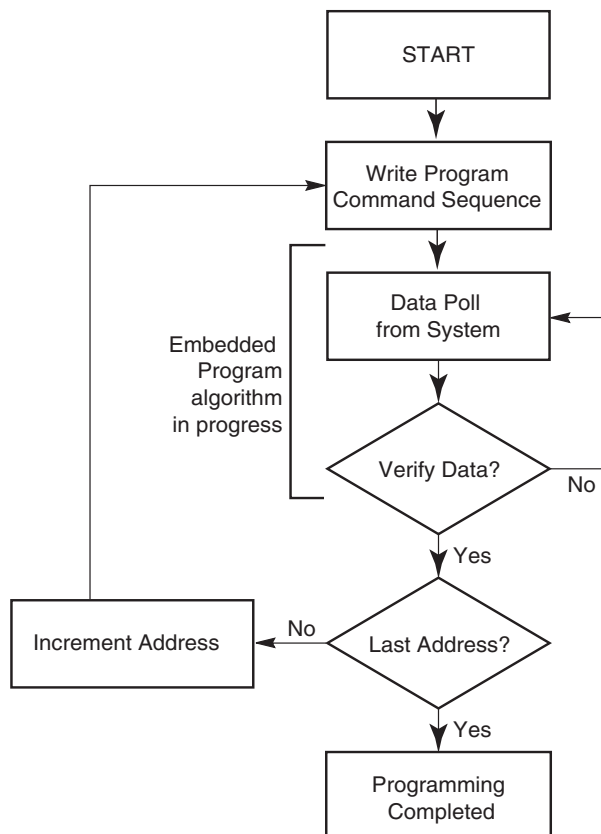 START
Write Program
Command Sequence
Data Poll
from System
Embedded
Program
algorithm
in progress
Verify Data?
No
Yes
Increment Address
No
Last Address?
Yes
Programming
Completed